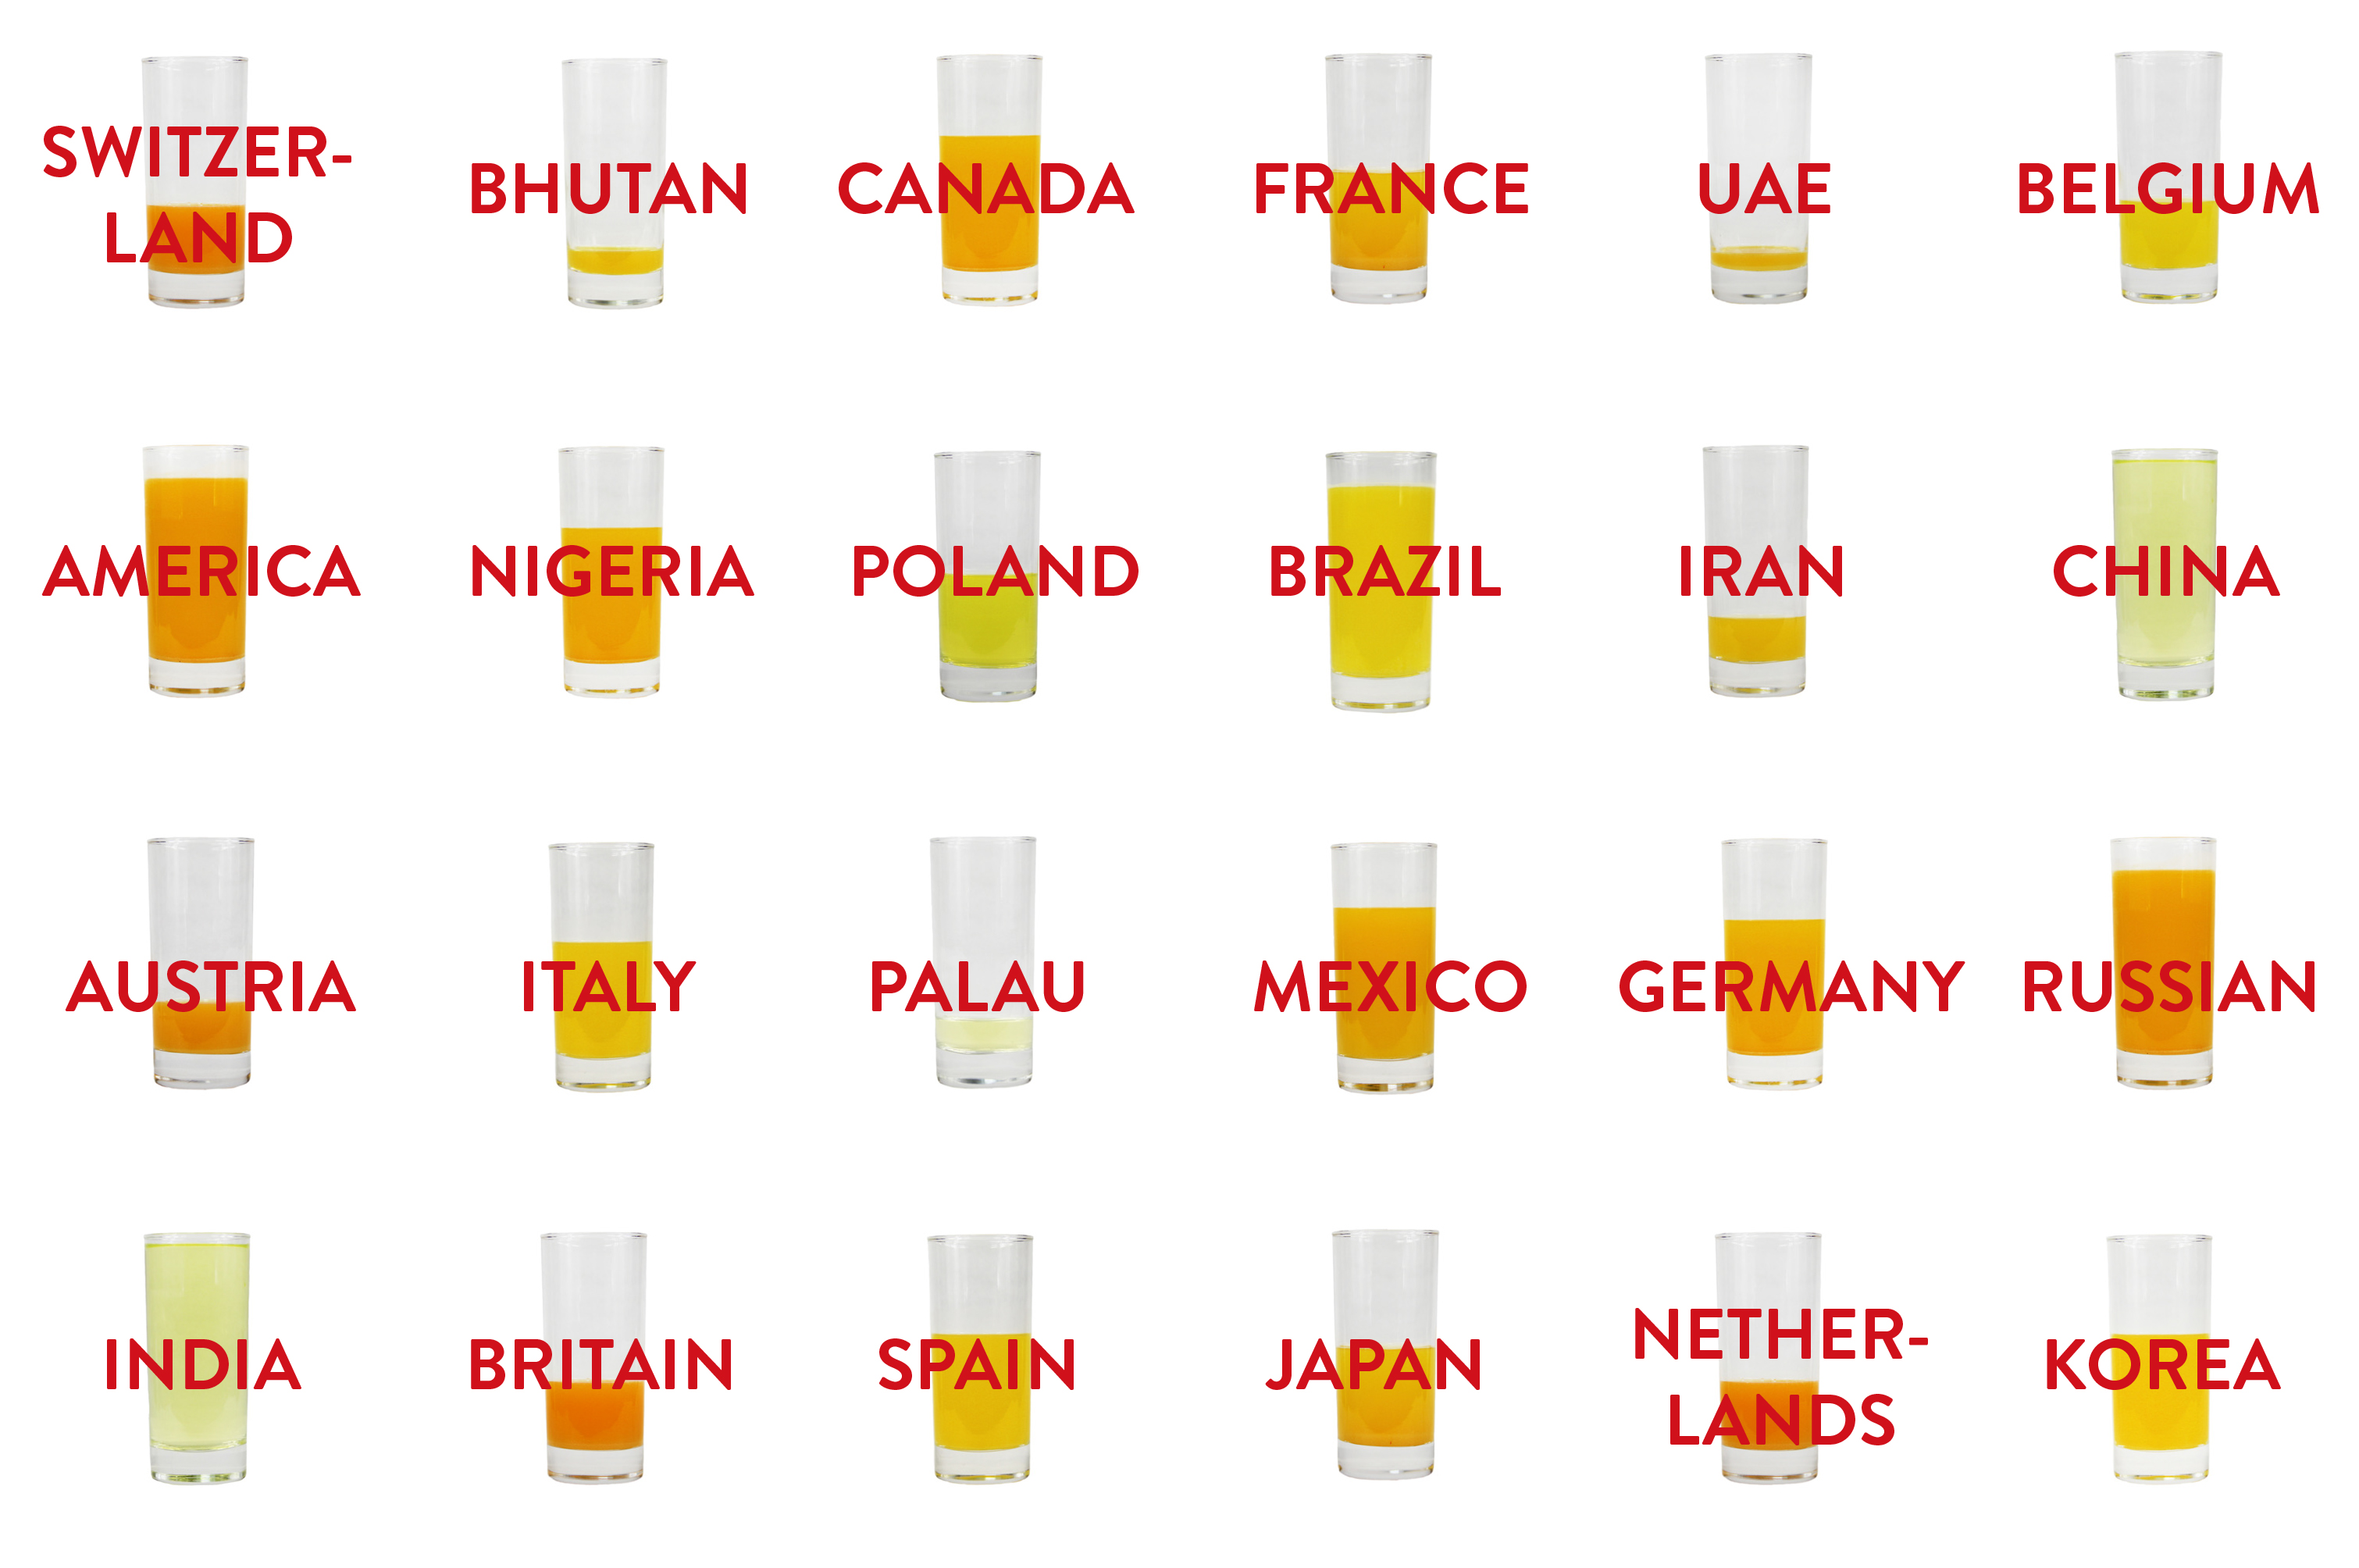 SWITZER-
LAND
BHUTAN
CANADA
FRANCE
UAE
BELGIUM
AMERICA
NIGERIA
POLAND
BRAZIL
IRAN
CHINA
AUSTRIA
ITALY
PALAU
MEXICO
GERMANY
RUSSIAN
INDIA
BRITAIN
SPAIN
JAPAN
NETHER-
LANDS
KOREA